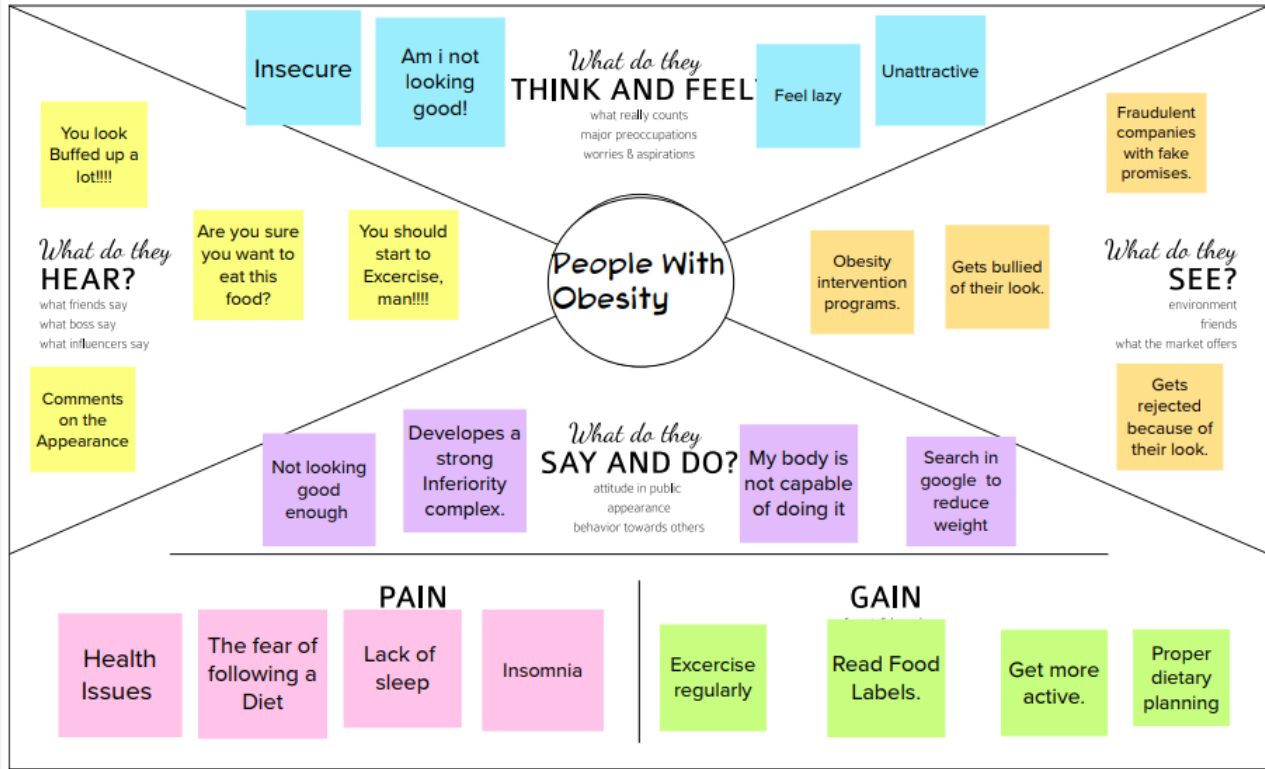 Insecure
Am i not
looking
good!
What do they
THINK AND FEEL?
what really counts
major preoccupations
worries & aspirations
Feel lazy
Unattractive
You look
Buffed up a
lot!!!!
Are you sure
you want to
eat this
food?
You should
start to
Excercise,
man!!!!
What do they
HEAR?
what friends say
what boss say
what influencers say
Comments
on the
Appearance
People With
Obesity
Fraudulent
companies
with fake
promises.
Obesity
intervention
programs.
Gets bullied
of their look.
What do they
SEE?
environment
friends
what the market offers
Gets
rejected
because of
their look.
Not looking
good
enough
Developes a
strong
Inferiority
complex.
What do they
SAY AND DO?
attitude in public
appearance
behavior towards others
My body is
not capable
of doing it
Search in
google to
reduce
weight
PAIN
Health
Issues
The fear of
following a
Diet
Lack of
sleep
Insomnia
GAIN
Excercise
regularly
Read Food
Labels.
Get more
active.
Proper
dietary
planning